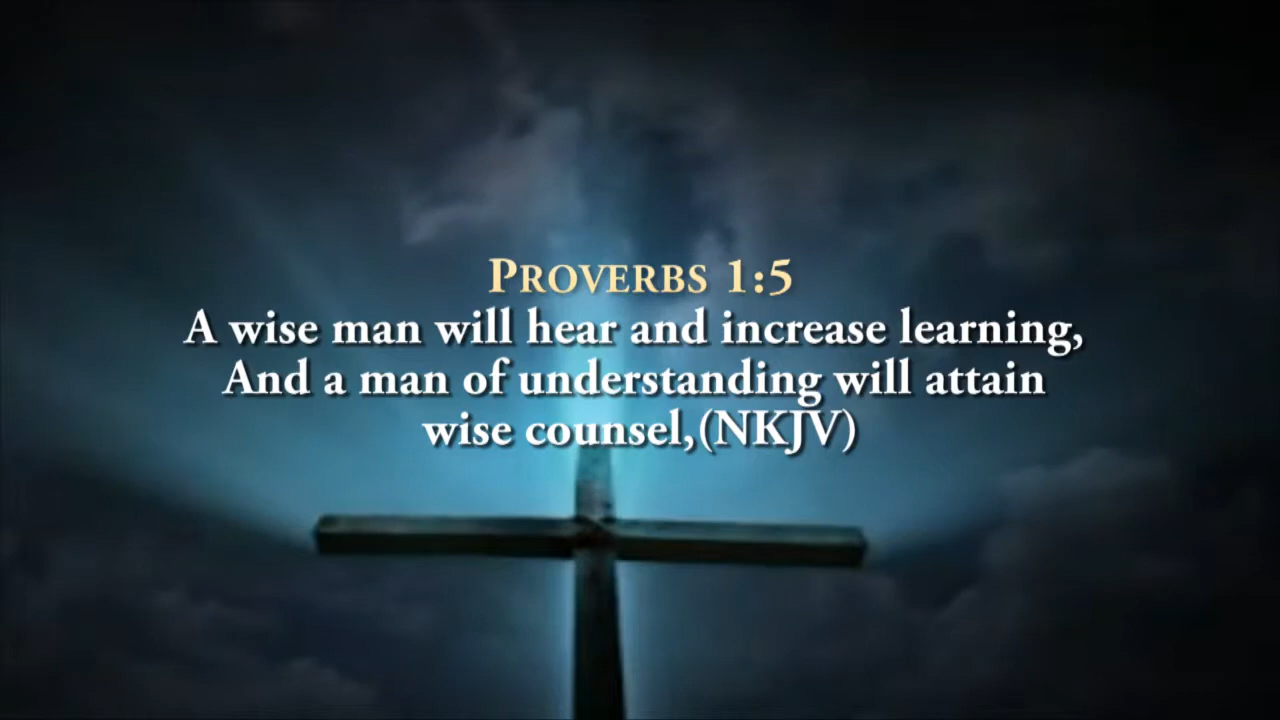 PROVERBS 1:5
A wise man will hear and increase learning,
And a man of understanding will attain
wise counsel,(NKJV)